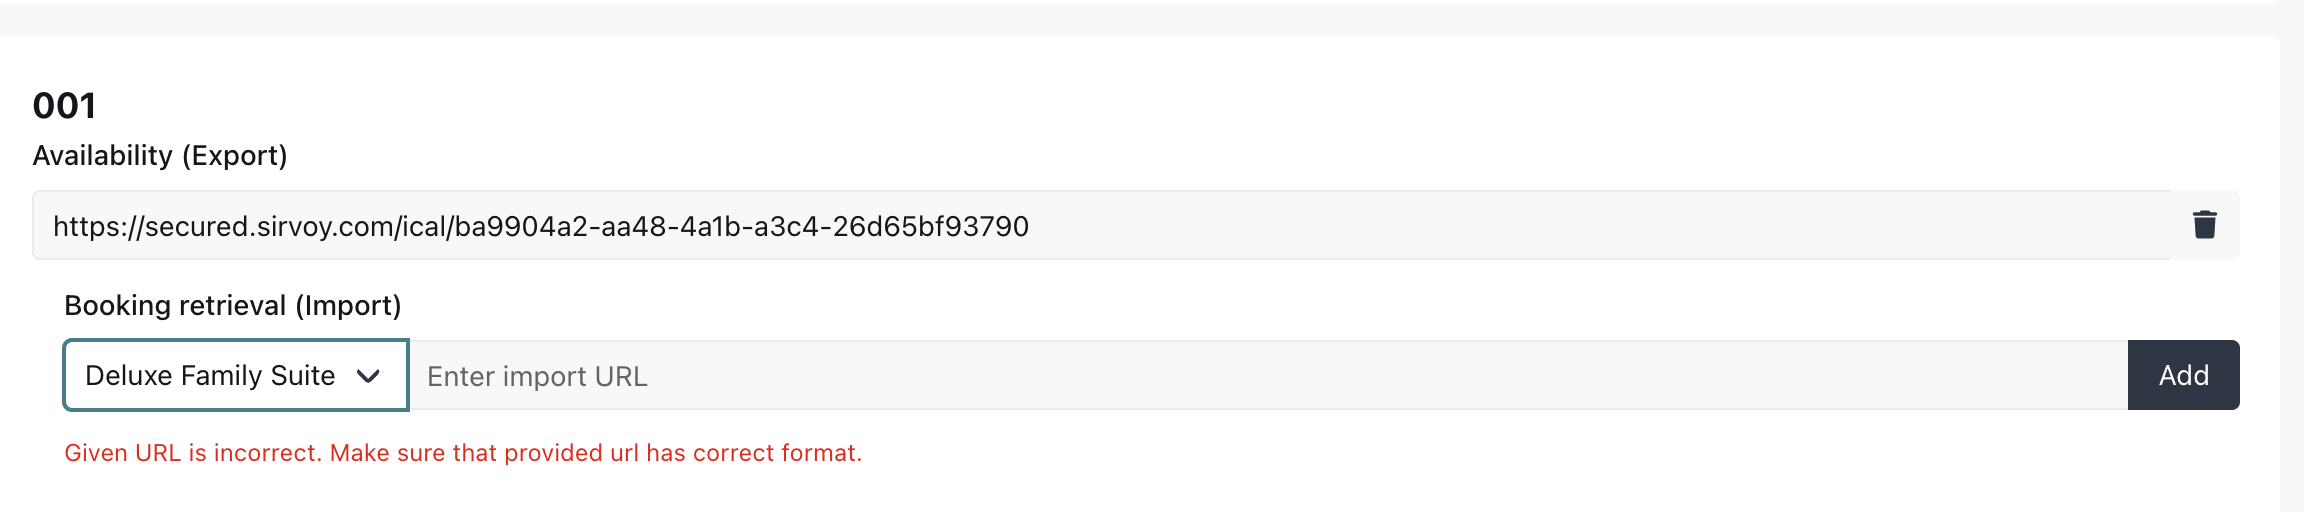 001
Availability (Export)
https://secured.sirvoy.com/ical/ba9904a2-aa48-4a1b-a3c4-26d65bf93790
Booking retrieval (Import)
Deluxe Family Suite Enter import URL Add
Given URL is incorrect. Make sure that provided url has correct format.